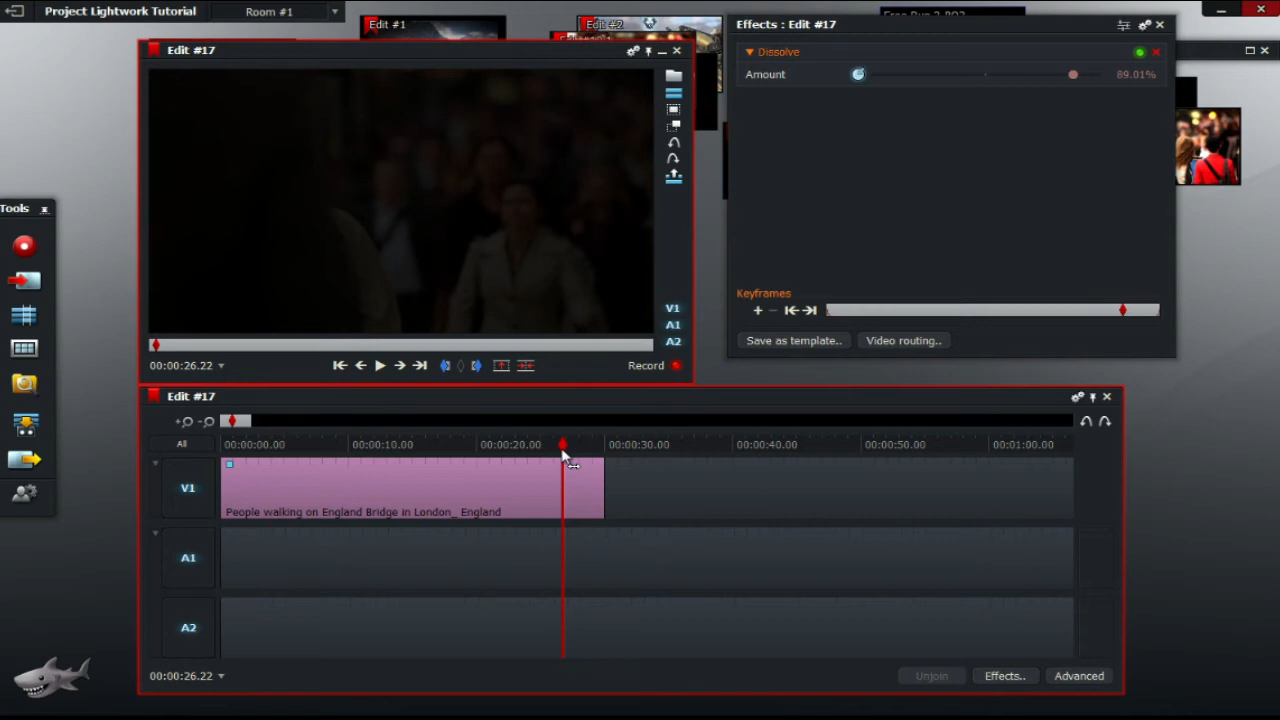 Project Lightwork Tutorial
Room #1
Edit #1
Edit #2
Effects : Edit #17
Edit #17
Dissolve
Amount
89.01%
Tools
V1
A1
A2
Keyframes
Save as template..
Video routing..
00:00:26.22
Record
Edit #17
All
00:00:00.00
00:00:10.00
00:00:20.00
00:00:30.00
00:00:40.00
00:00:50.00
00:01:00.00
V1
People walking on England Bridge in London_ England
A1
A2
00:00:26.22
Unjoin
Effects..
Advanced